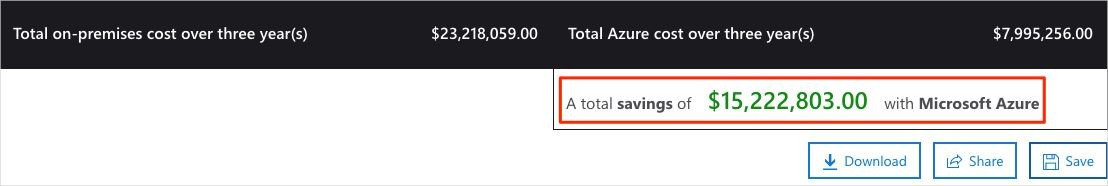 Total on-premises cost over three year(s) $23,218,059.00 Total Azure cost over three year(s) $7,995,256.00
A total savings of $15,222,803.00 with Microsoft Azure
Download Share Save